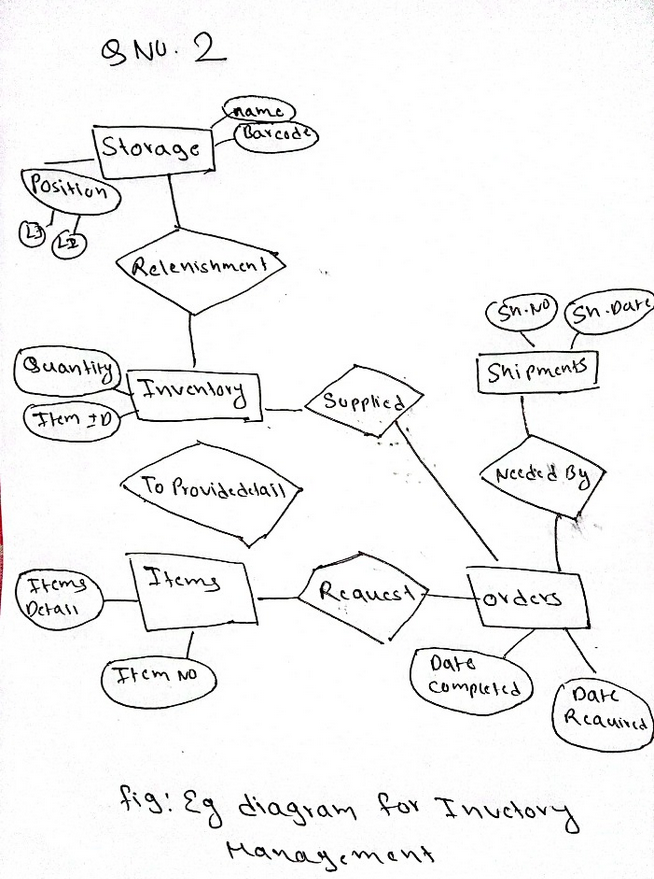 Q NO. 2
name
Barcode
Storage
Position
L1
L2
Relenishment
Sh.NO
Sh.Date
Quantity
Inventory
Item ID
Supplied
Shipments
To Providedetail
Needed By
Items
Detail
Items
Request
orders
Item NO
Date
Completed
Date
Required
fig: Eg diagram for Invetory
Management